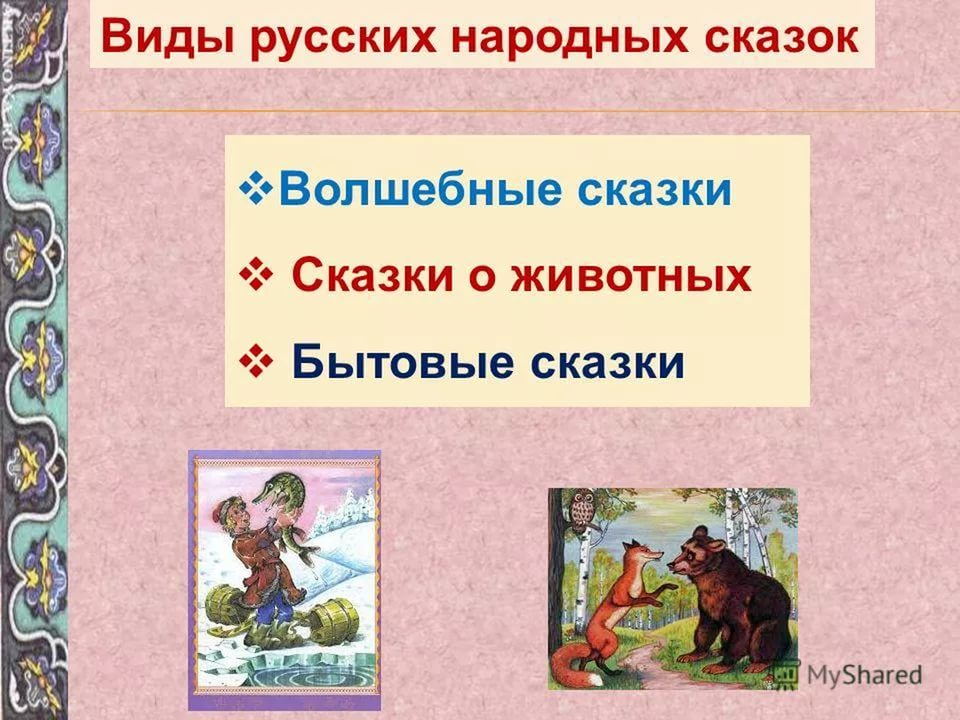 Виды русских народных сказок
Волшебные сказки
Сказки о животных
Бытовые сказки
MyShared